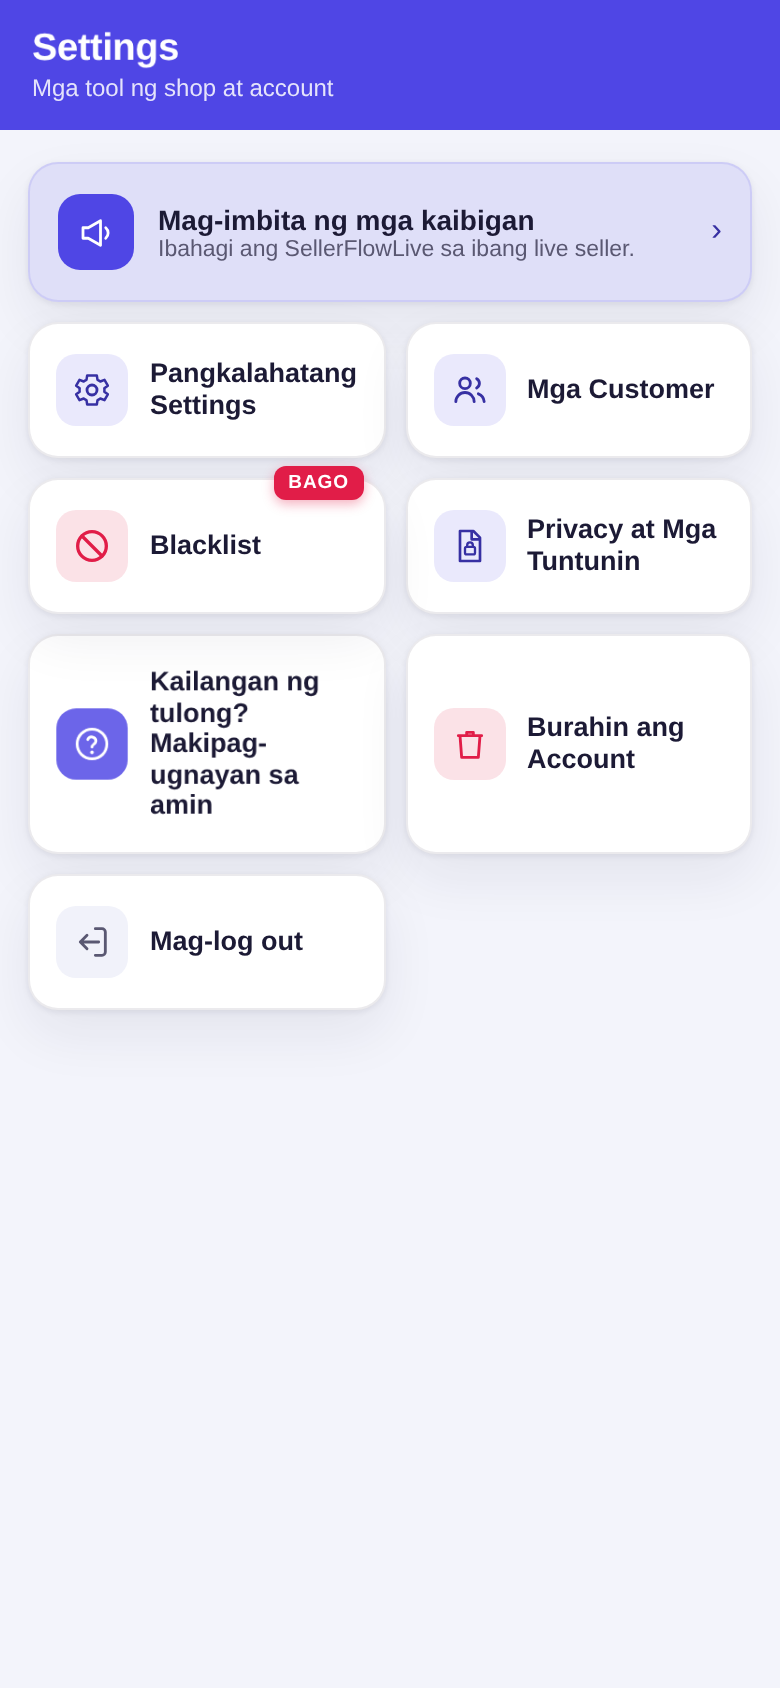 Settings
Mga tool ng shop at account
Mag-imbita ng mga kaibigan
Ibahagi ang SellerFlowLive sa ibang live seller.
Pangkalahatang
Settings
Mga Customer
BAGO
Blacklist
Privacy at Mga
Tuntunin
Kailangan ng
tulong?
Makipag-
ugnayan sa
amin
Burahin ang
Account
Mag-log out